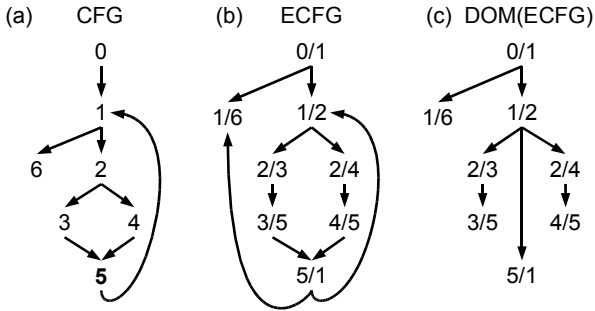 (a) CFG (b) ECFG (c) DOM(ECFG)
0 0/1 0/1
1 1/6 1/2 1/6 1/2
6 2 2/3 2/4 2/3 2/4
3 4 3/5 4/5 3/5 4/5
5 5/1 5/1